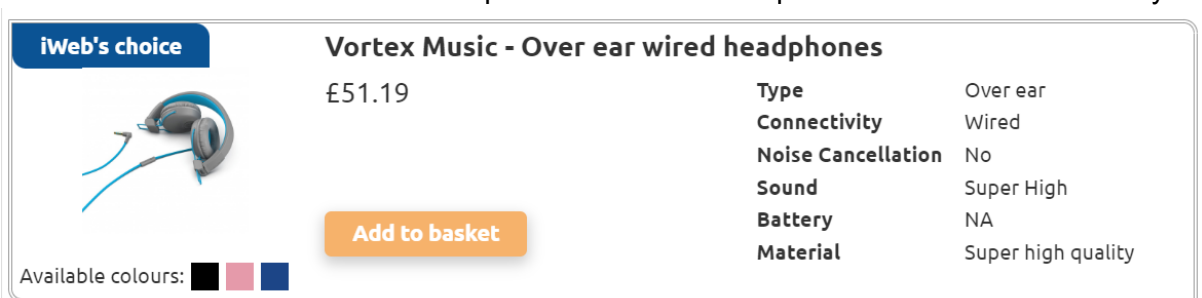 iWeb's choice
Vortex Music - Over ear wired headphones
£51.19
Type Over ear
Connectivity Wired
Noise Cancellation No
Sound Super High
Battery NA
Material Super high quality
Add to basket
Available colours: